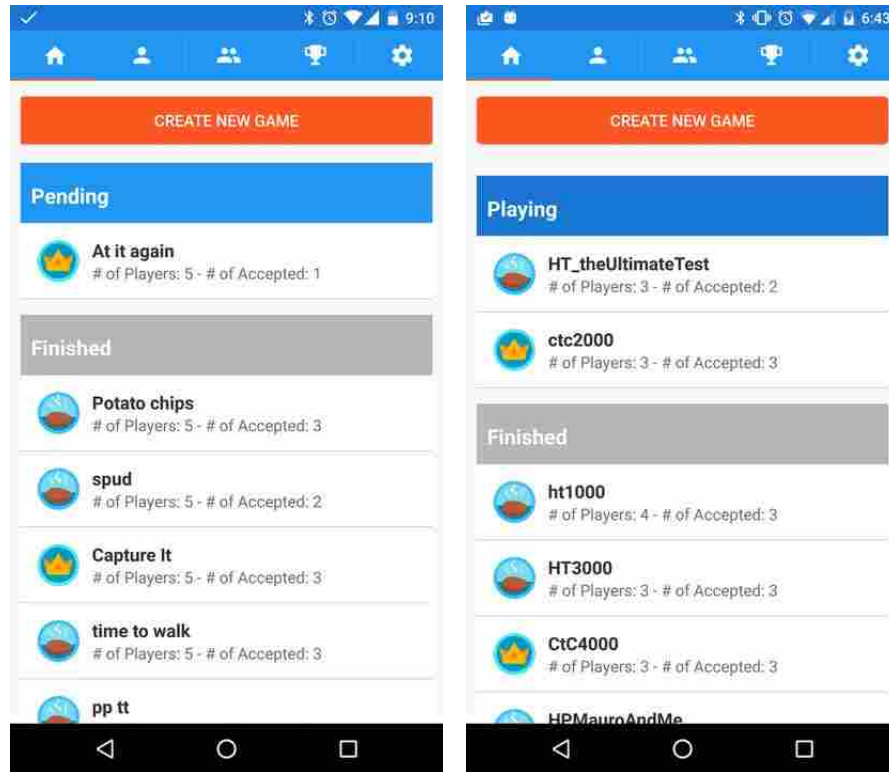 9:10
CREATE NEW GAME
Pending
At it again
# of Players: 5 - # of Accepted: 1
Finished
Potato chips
# of Players: 5 - # of Accepted: 3
spud
# of Players: 5 - # of Accepted: 2
Capture It
# of Players: 5 - # of Accepted: 3
time to walk
# of Players: 5 - # of Accepted: 3
pp tt
6:43
CREATE NEW GAME
Playing
HT_theUltimateTest
# of Players: 3 - # of Accepted: 2
ctc2000
# of Players: 3 - # of Accepted: 3
Finished
ht1000
# of Players: 4 - # of Accepted: 3
HT3000
# of Players: 3 - # of Accepted: 3
CtC4000
# of Players: 3 - # of Accepted: 3
HPMauroAndMe